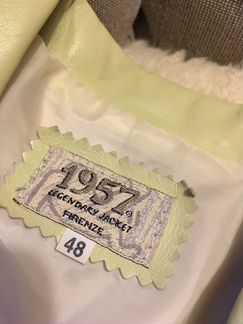 1957®
LEGENDARY JACKET
FIRENZE
48